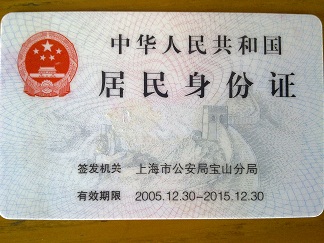 中华人民共和国
居民身份证
签发机关 上海市公安局宝山分局
有效期限 2005.12.30-2015.12.30